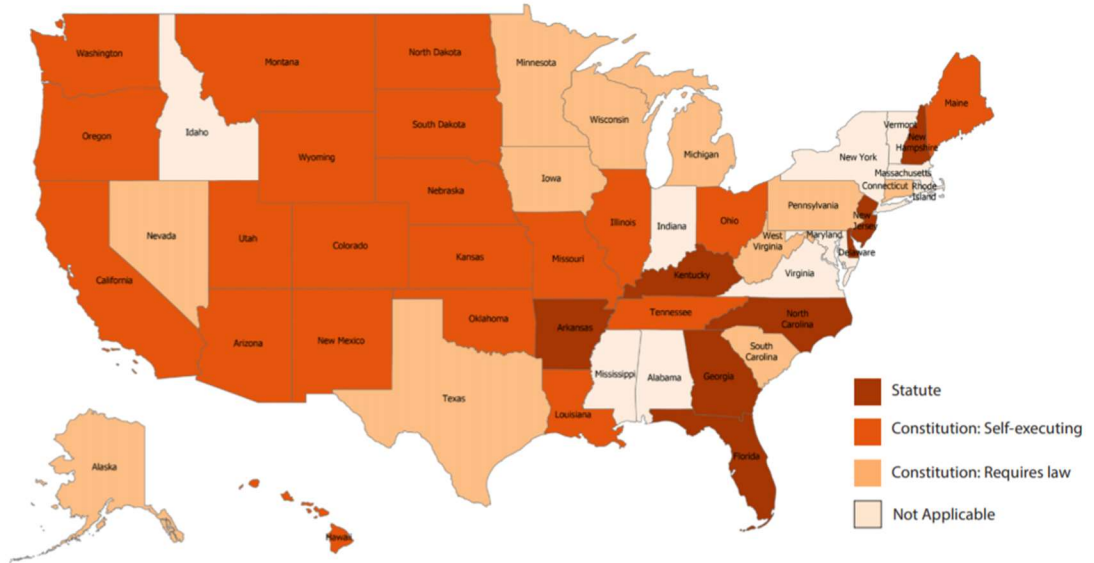 Washington
Montana
North Dakota
Minnesota
Maine
Vermont
New
Hampshire
Oregon
Idaho
South Dakota
Wisconsin
Michigan
New York
Massachusetts
Wyoming
Connecticut
Rhode
Island
Iowa
Nebraska
Pennsylvania
New
Jersey
Nevada
Utah
Colorado
Kansas
Missouri
Illinois
Indiana
Ohio
West
Virginia
Maryland
Delaware
Virginia
Kentucky
California
Arizona
New Mexico
Oklahoma
Arkansas
Tennessee
North
Carolina
South
Carolina
Mississippi
Alabama
Georgia
Texas
Louisiana
Florida
Alaska
Hawaii
Statute
Constitution: Self-executing
Constitution: Requires law
Not Applicable